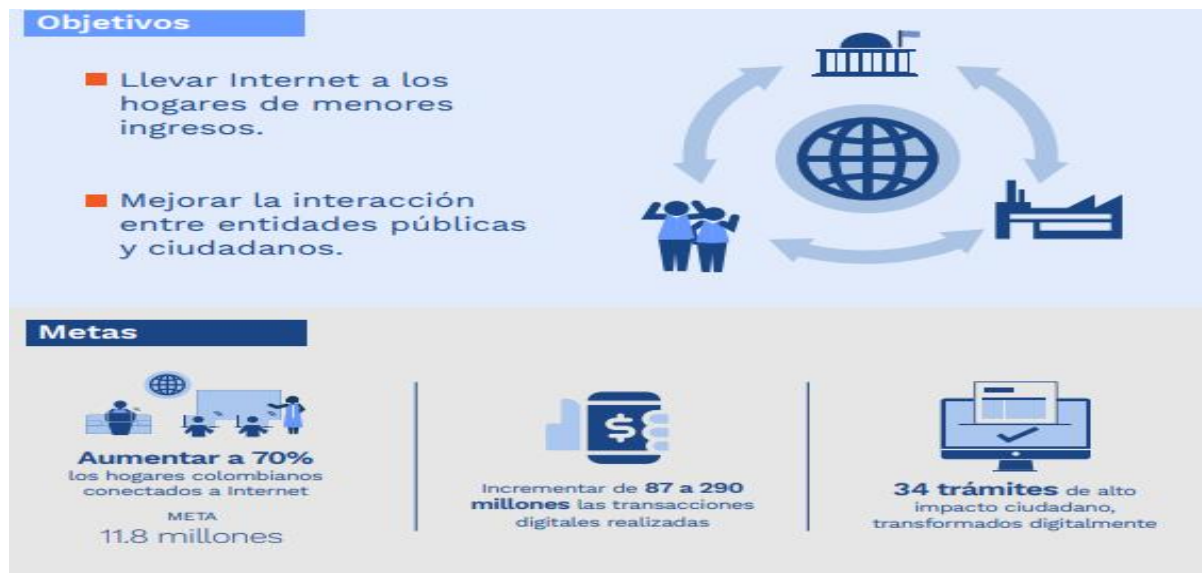 Objetivos
Llevar Internet a los
hogares de menores
ingresos.
Mejorar la interacción
entre entidades públicas
y ciudadanos.
Metas
Aumentar a 70%
los hogares colombianos
conectados a Internet
META
11.8 millones
Incrementar de 87 a 290
millones las transacciones
digitales realizadas
34 trámites de alto
impacto ciudadano,
transformados digitalmente